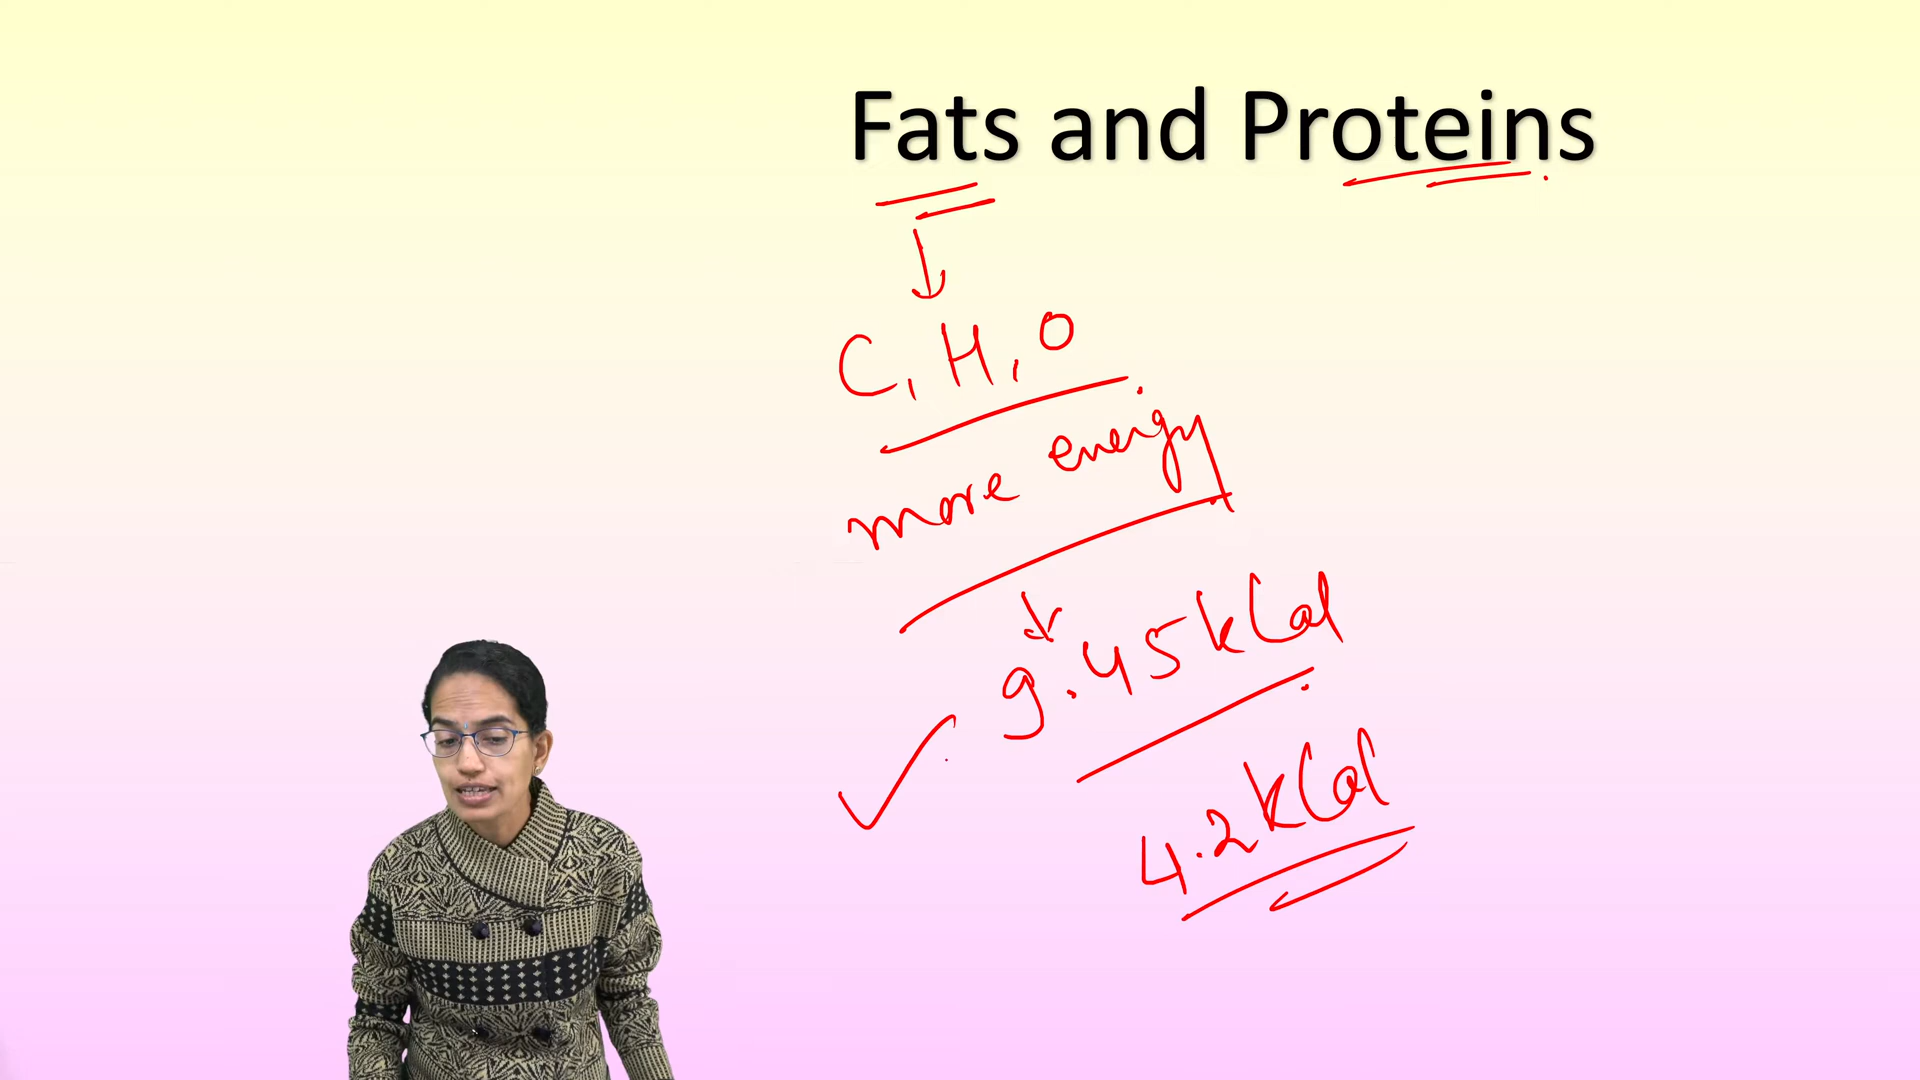 Fats and Proteins
C, H, O
more energy
9.45 kCal
4.2 kCal